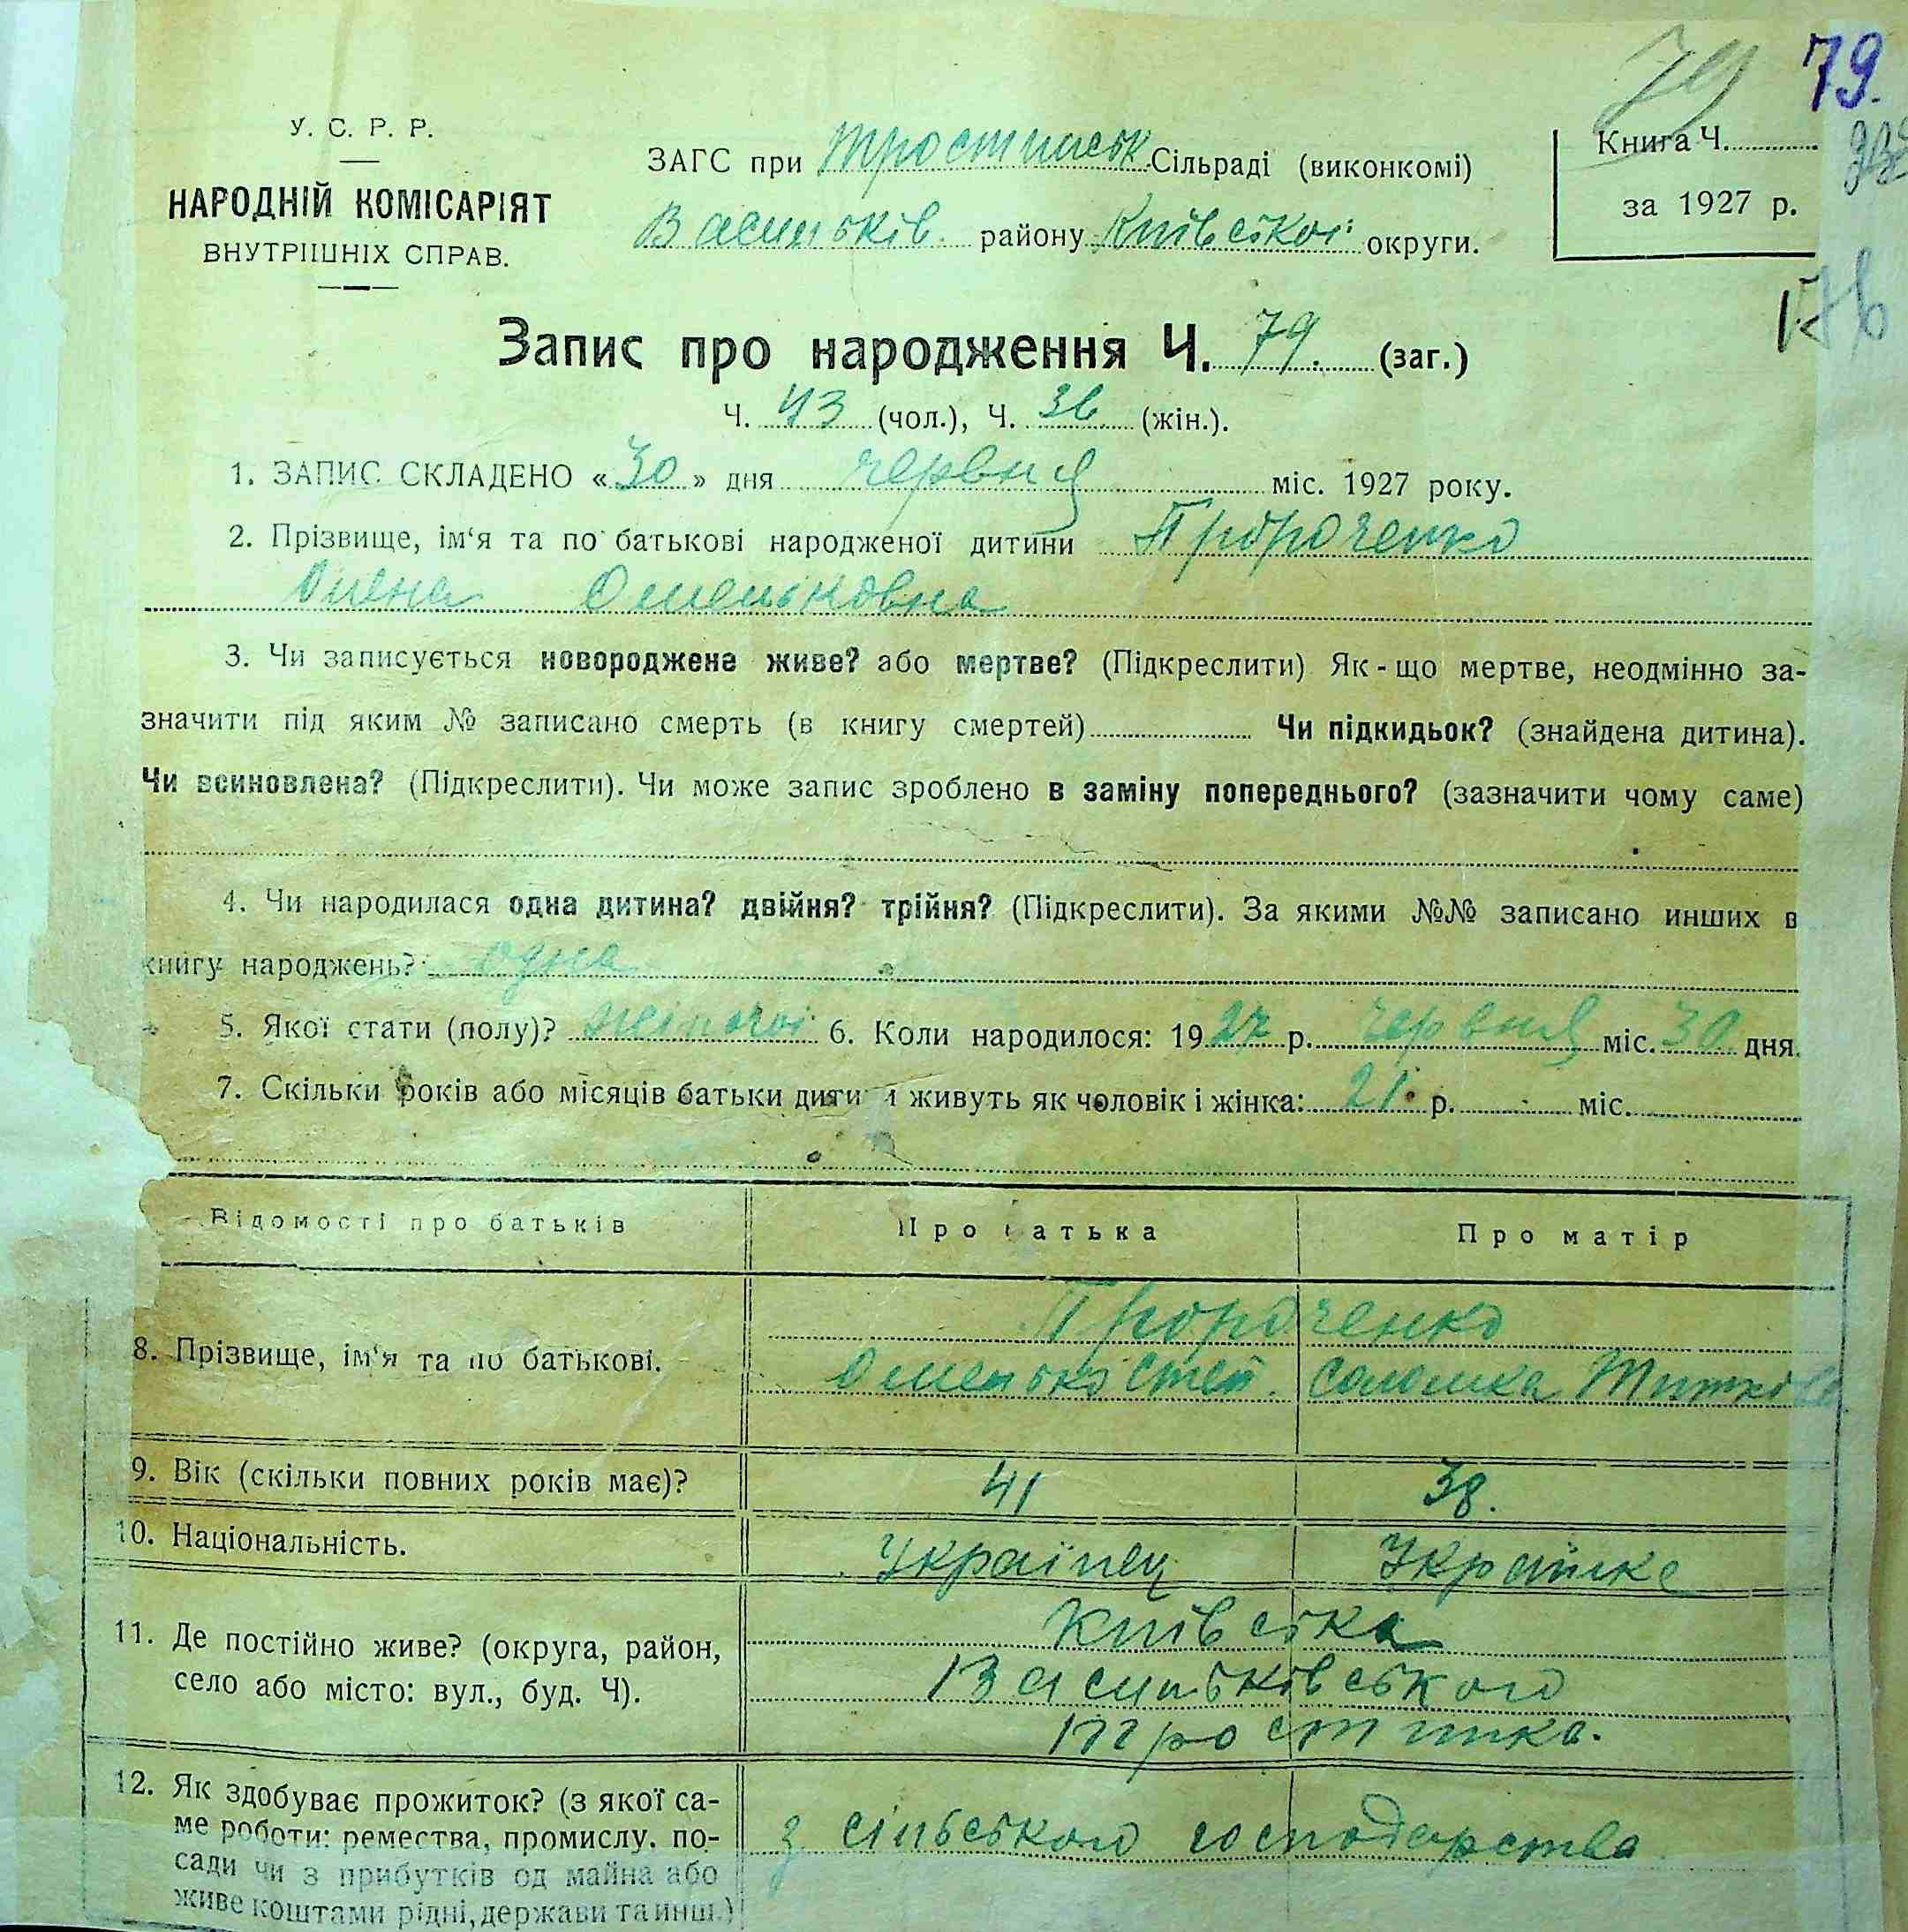 79 79.
У. С. Р. Р.
НАРОДНІЙ КОМІСАРІЯТ
ВНУТРІШНІХ СПРАВ.
ЗАГС при Тростинськ Сільраді (виконкомі)
Васильків. району Київської округи.
Книга Ч.
за 1927 р.
Запис про народження Ч. 79. (заг.)
Ч. 43 (чол.), Ч. 36 (жін.).
1. ЗАПИС СКЛАДЕНО «30» дня червня міс. 1927 року.
2. Прізвище, ім‘я та по батькові народженої дитини Пророченко
Олена Омельковна
3. Чи записується новороджене живе? або мертве? (Підкреслити) Як-що мертве, неодмінно за-
значити під яким № записано смерть (в книгу смертей) Чи підкидьок? (знайдена дитина).
Чи всиновлена? (Підкреслити). Чи може запис зроблено в заміну попереднього? (зазначити чому саме)
4. Чи народилася одна дитина? двійня? трійня? (Підкреслити). За якими №№ записано инших в
книгу народжень? одна
5. Якої стати (полу)? жіночої 6. Коли народилося: 1927 р. червня міс. 30 дня.
7. Скільки років або місяців батьки дитини живуть як чоловік і жінка: 21 р. міс.
Відомості про батьків Про батька Про матір
8. Прізвище, ім‘я та по батькові.
Пророченко
Омелько Степ. Соломка
9. Вік (скільки повних років має)? 41 38.
10. Національність. Українец Українке
11. Де постійно живе? (округа, район,
село або місто: вул., буд. Ч).
Київська
Васильківського
Тростинка.
12. Як здобуває прожиток? (з якої са-
ме роботи: ремества, промислу, по-
сади чи з прибутків од майна або
живе коштами рідні, держави та инш.)
з сільського господарства